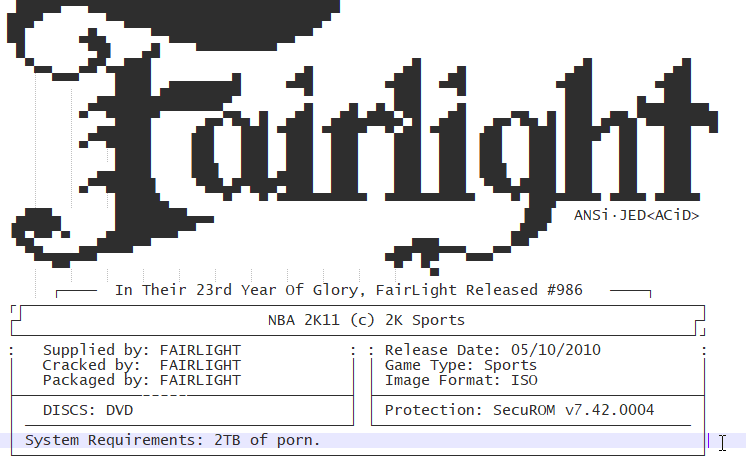 Fairlight
ANSi·JED<ACiD>
In Their 23rd Year Of Glory, FairLight Released #986
NBA 2K11 (c) 2K Sports
Supplied by: FAIRLIGHT : : Release Date: 05/10/2010 :
Cracked by: FAIRLIGHT Game Type: Sports
Packaged by: FAIRLIGHT Image Format: ISO
DISCS: DVD Protection: SecuROM v7.42.0004
System Requirements: 2TB of porn.